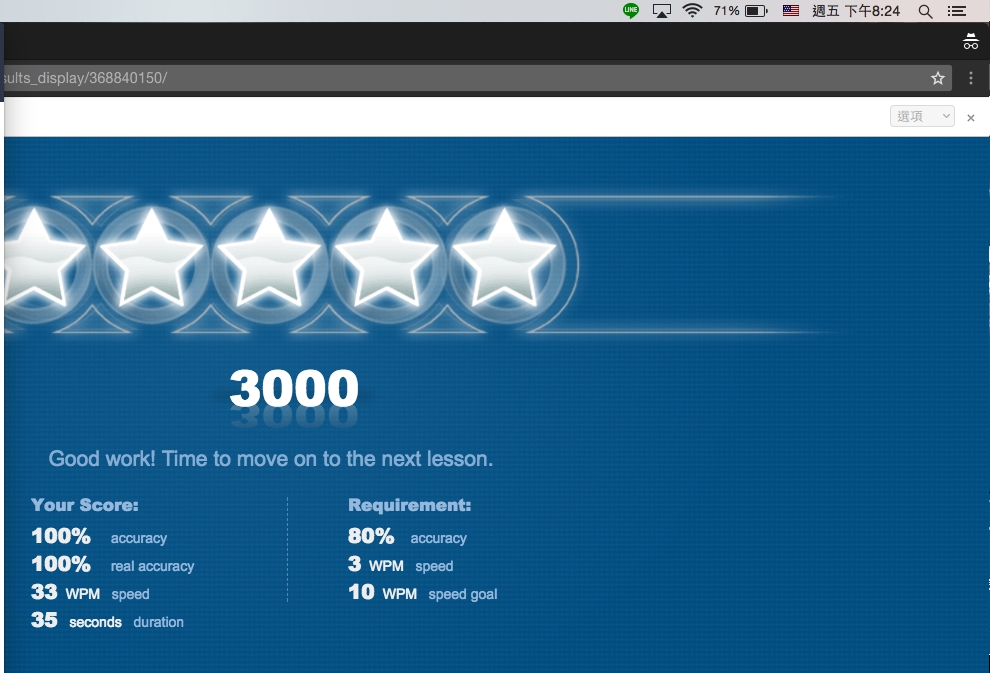 LINE 71% 週五 下午8:24
sults_display/368840150/
選項
3000
Good work! Time to move on to the next lesson.
Your Score:
100% accuracy
100% real accuracy
33 WPM speed
35 seconds duration
Requirement:
80% accuracy
3 WPM speed
10 WPM speed goal